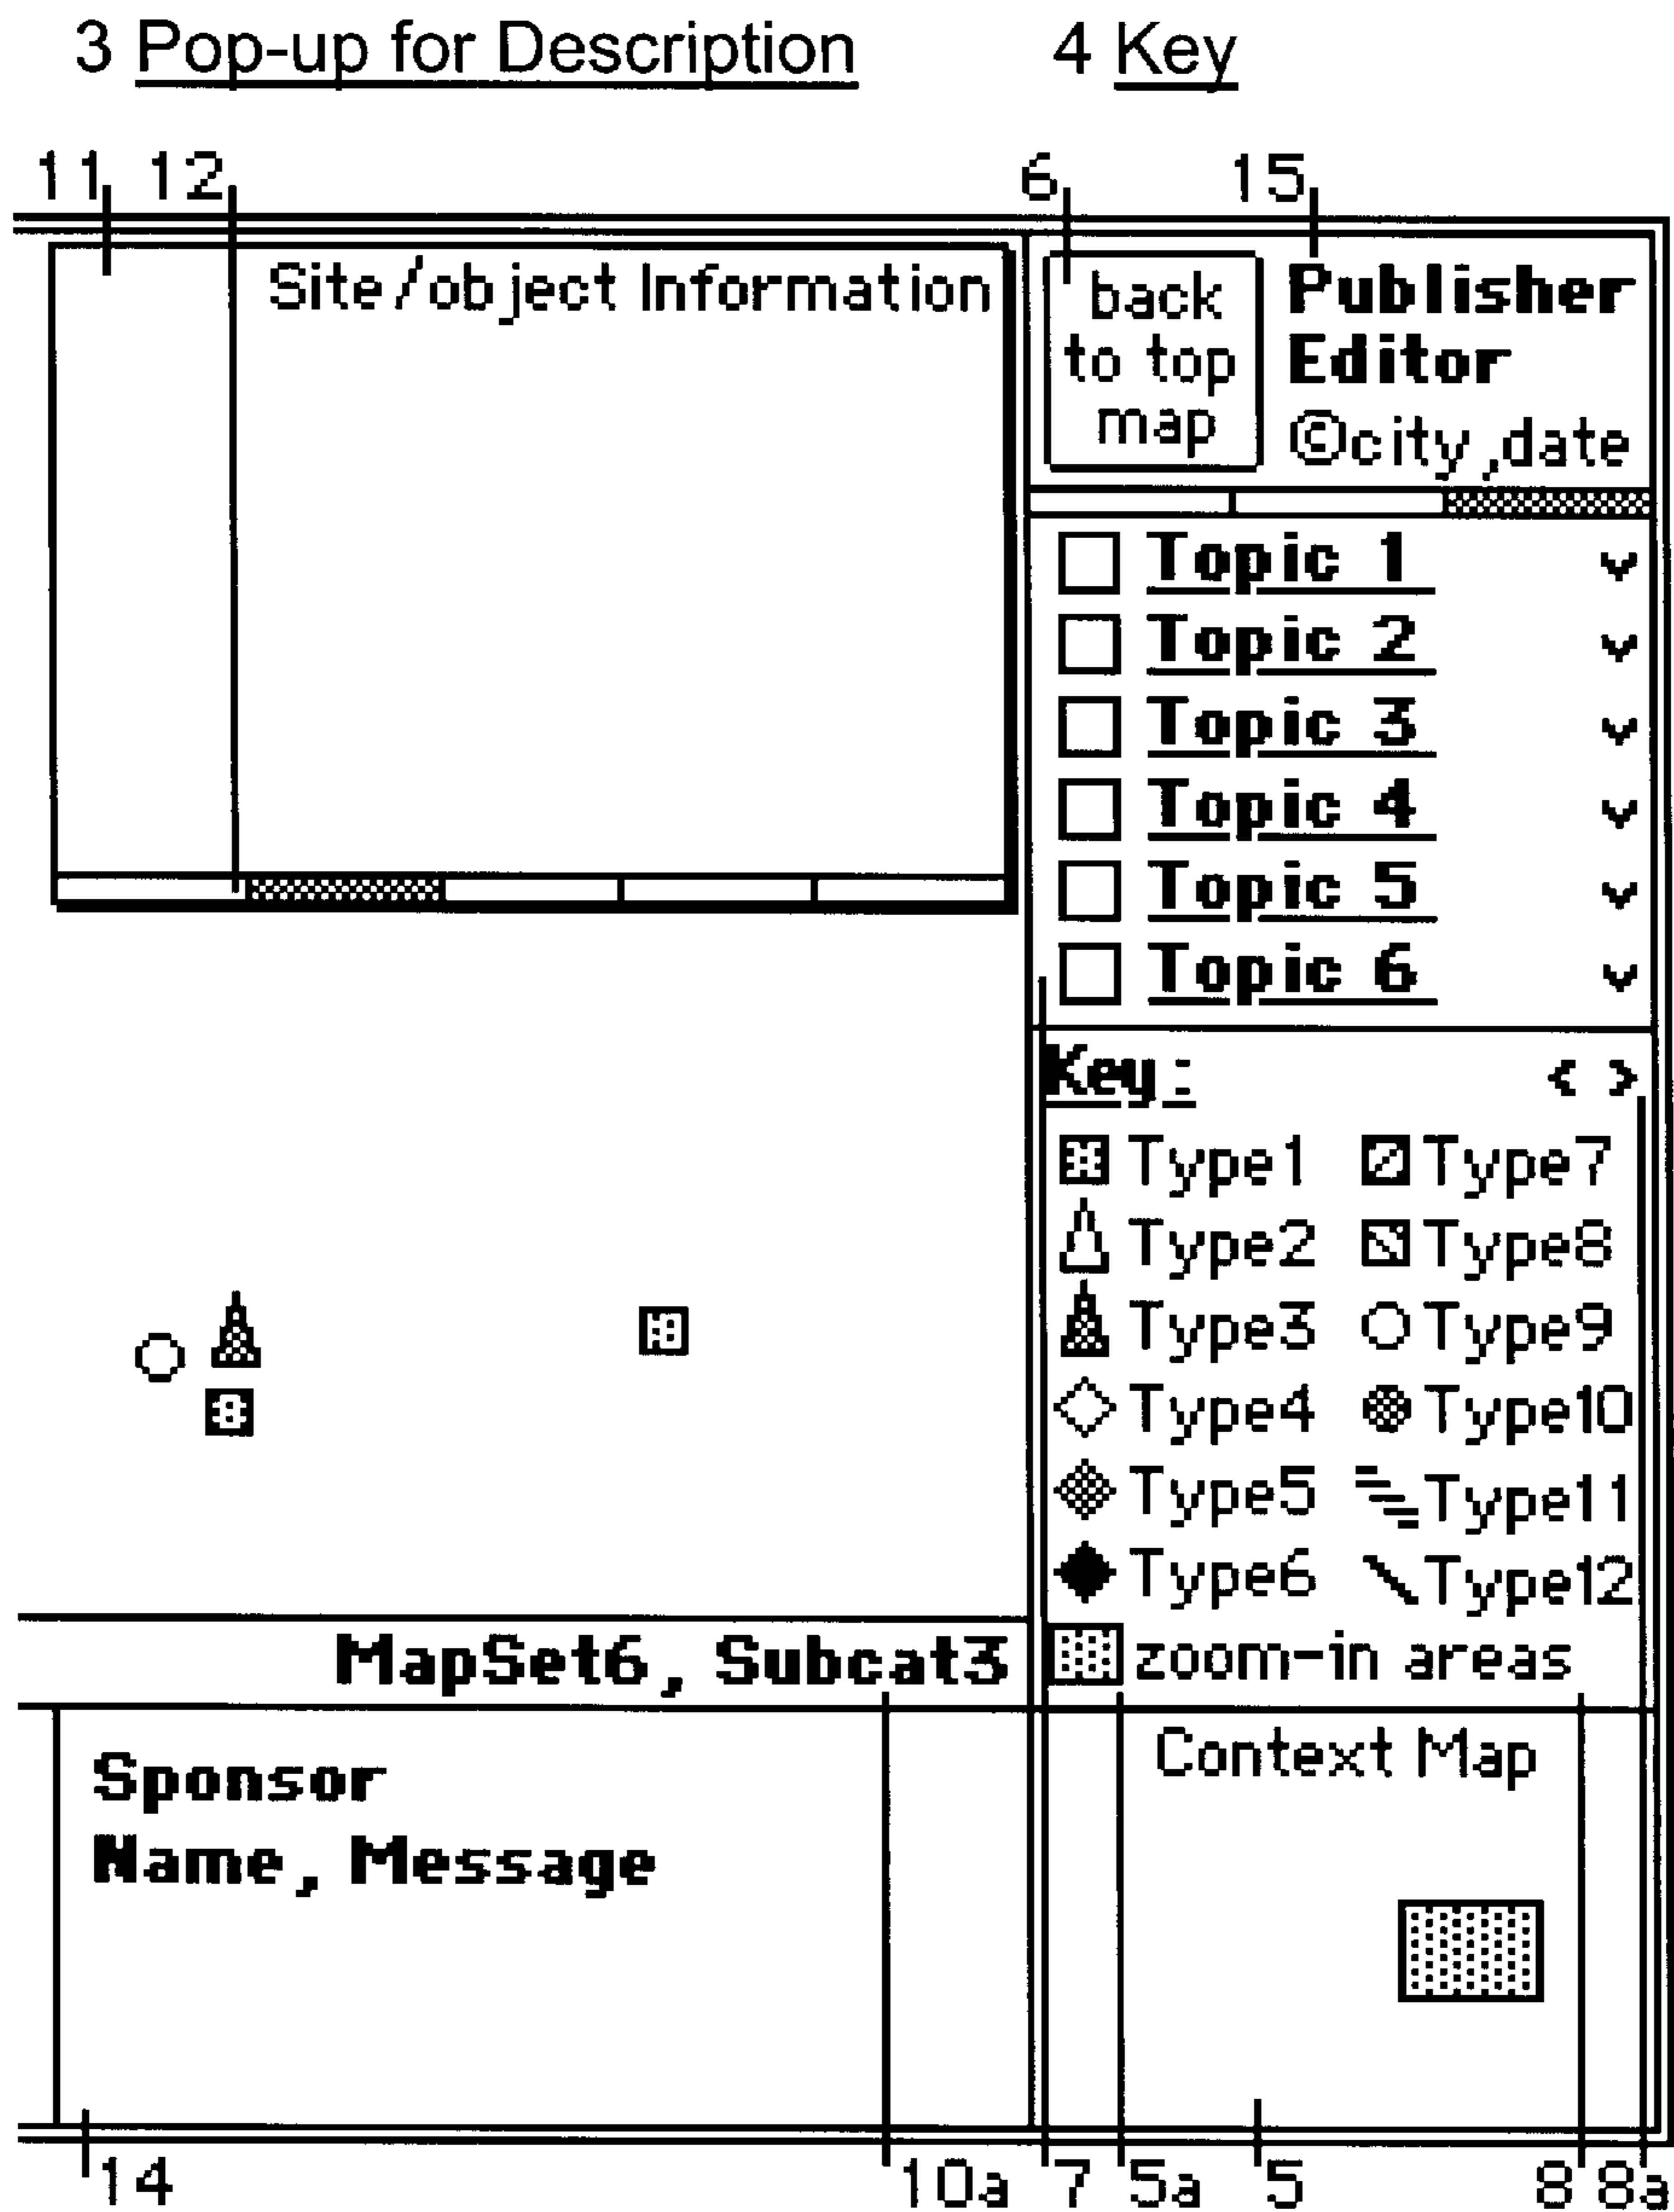 3 Pop-up for Description 4 Key
11 12 6 15
Site/object Information
back
to top
map
Publisher
Editor
©city,date
Topic 1 v
Topic 2 v
Topic 3 v
Topic 4 v
Topic 5 v
Topic 6 v
Key: < >
Type1 Type7
Type2 Type8
Type3 Type9
Type4 Type10
Type5 Type11
Type6 Type12
zoom-in areas
MapSet6, Subcat3
Sponsor
Name, Message
Context Map
14 10a 7 5a 5 8 8a